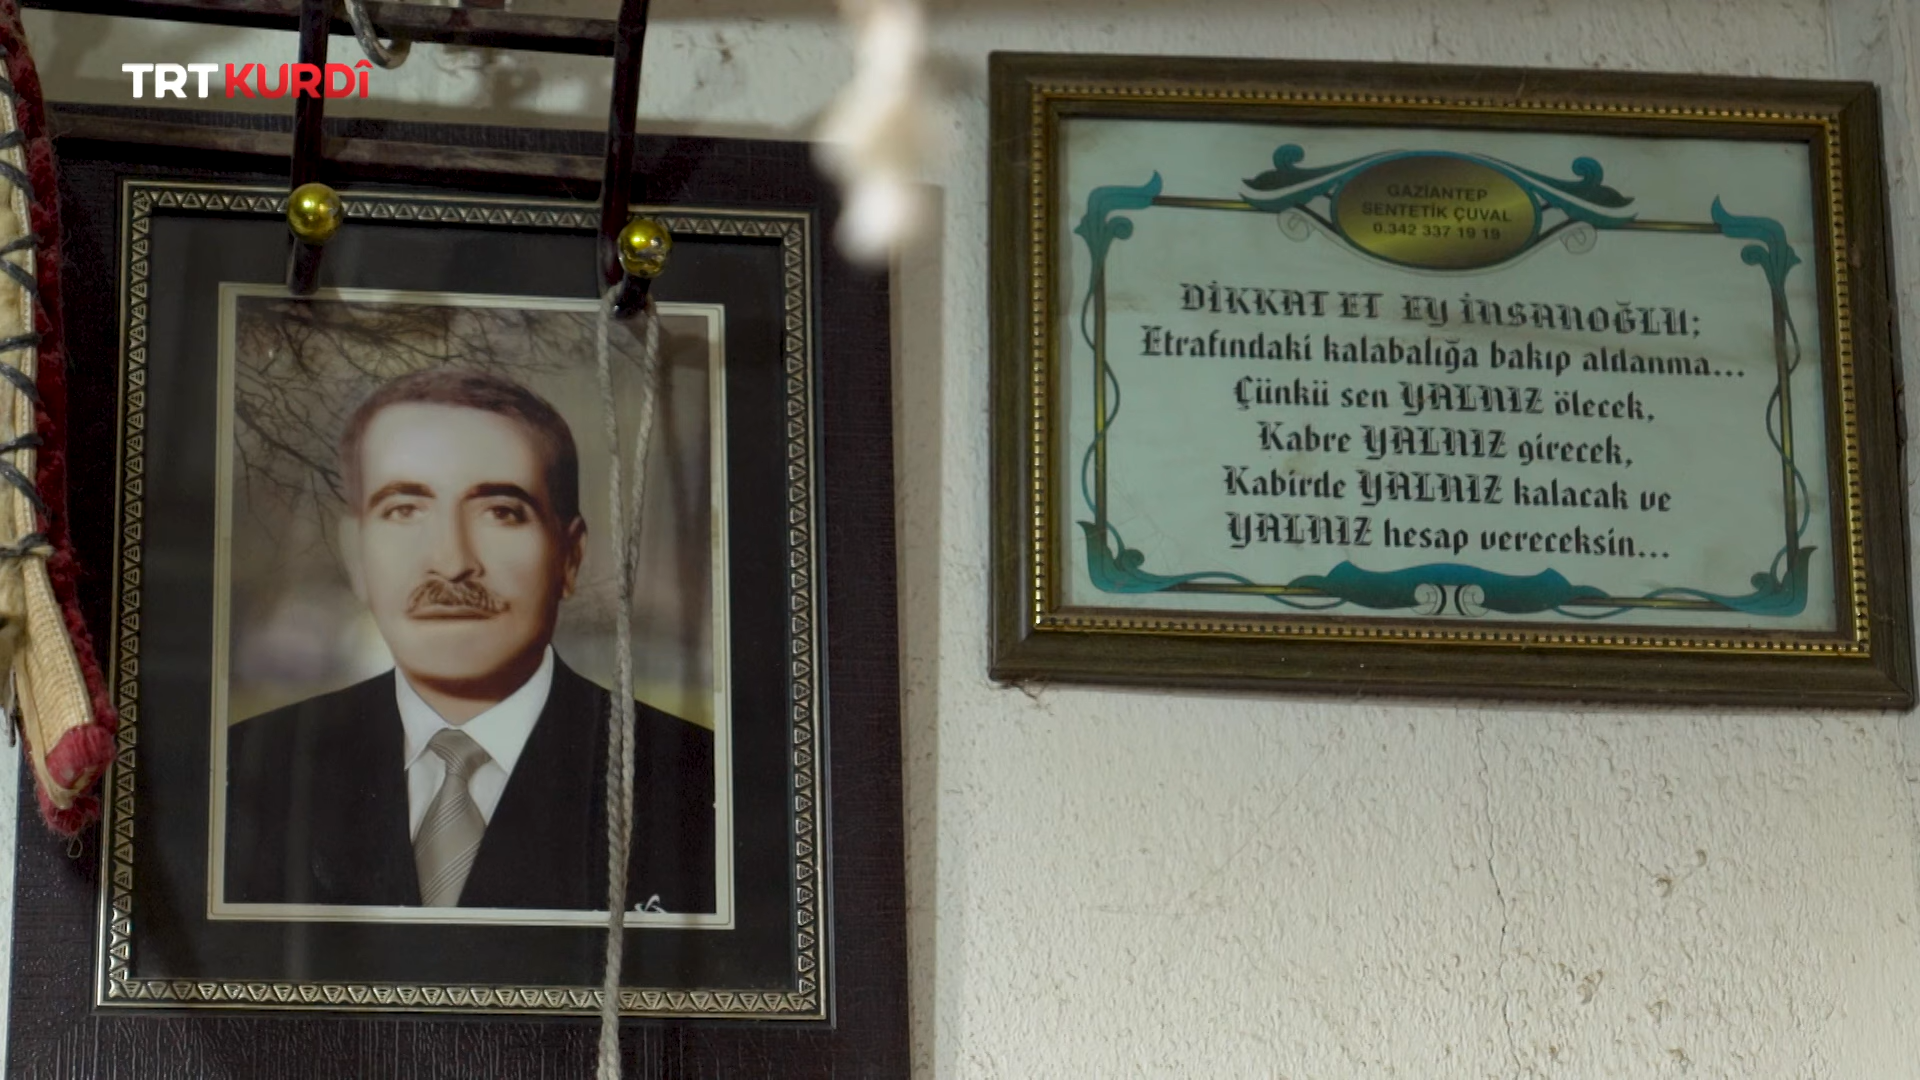 TRT KURDÎ
GAZİANTEP
SENTETİK ÇUVAL
0.342 337 19 19
DİKKAT ET EY İNSANOĞLU;
Etrafındaki kalabalığa bakıp aldanma...
Çünkü sen YALNIZ ölecek,
Kabre YALNIZ girecek,
Kabirde YALNIZ kalacak ve
YALNIZ hesap vereceksin...